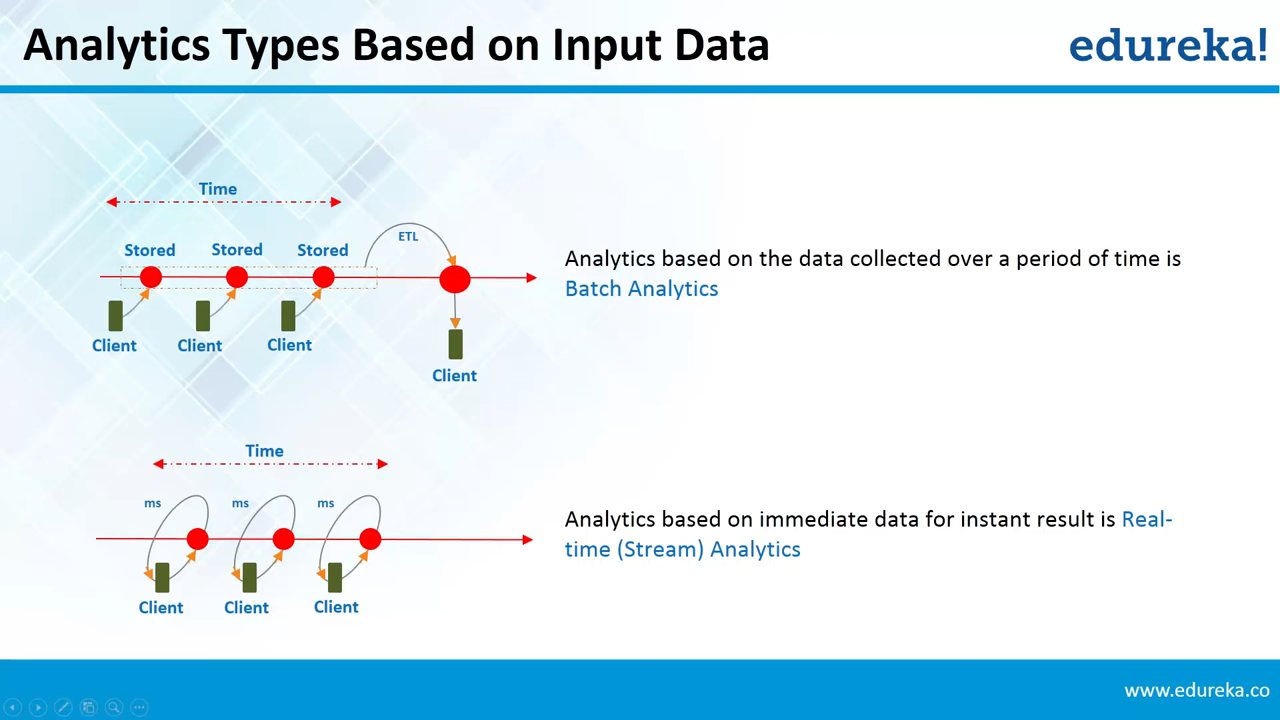 Analytics Types Based on Input Data
edureka!
Time
Stored
Stored
Stored
ETL
Client
Client
Client
Client
Analytics based on the data collected over a period of time is
Batch Analytics
Time
ms
ms
ms
Client
Client
Client
Analytics based on immediate data for instant result is Real-
time (Stream) Analytics
www.edureka.co